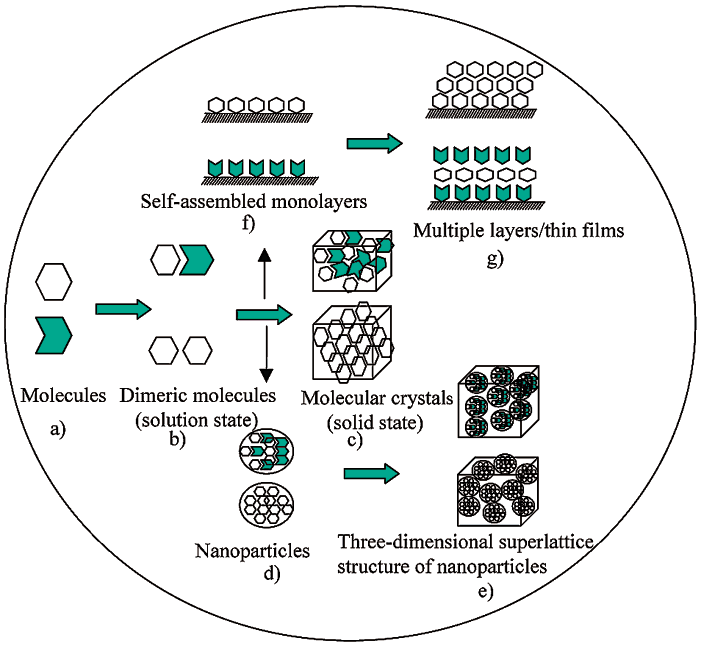 Self-assembled monolayers
f)
Multiple layers/thin films
g)
Molecules
a)
Dimeric molecules
(solution state)
b)
Molecular crystals
(solid state)
c)
Nanoparticles
d)
Three-dimensional superlattice
structure of nanoparticles
e)